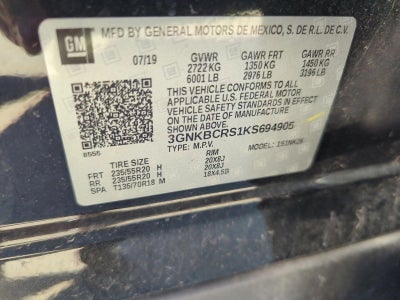 GM
MFD BY GENERAL MOTORS DE MEXICO, S. DE R.L. DE C.V.
07/19 GVWR GAWR FRT GAWR RR
2722 KG 1350 KG 1450 KG
6001 LB 2976 LB 3196 LB
THIS VEHICLE CONFORMS TO ALL
APPLICABLE U.S. FEDERAL MOTOR
VEHICLE SAFETY STANDARDS IN EFFECT
ON THE DATE OF MANUFACTURE SHOWN ABOVE.
3GNKBCRS1KS694905
8555 TYPE: M.P.V. MODEL: 1S1NK26
TIRE SIZE RIM
FRT 235/55R20 H 20X8J
RR 235/55R20 H 20X8J
SPA T135/70R18 M 18X4.5B